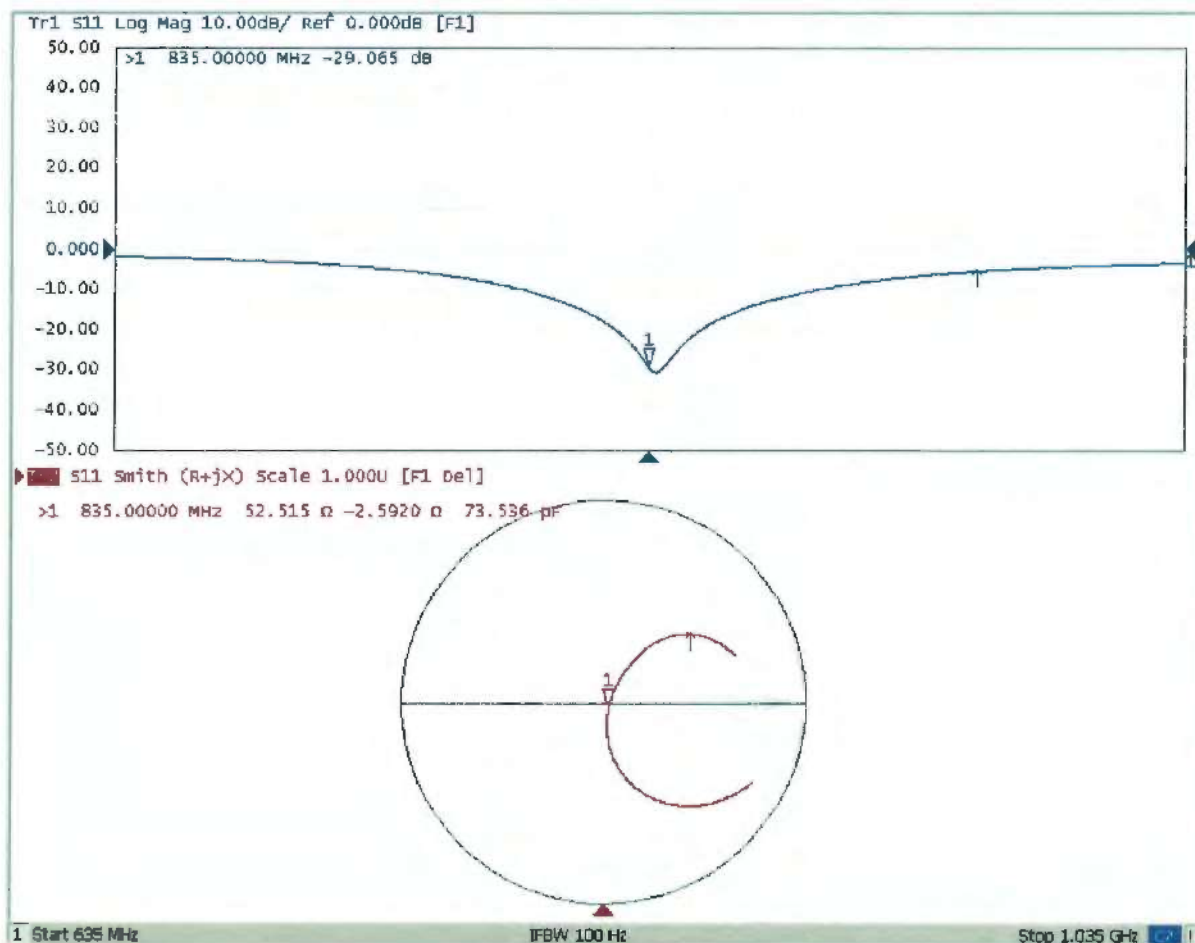 Tr1 S11 Log Mag 10.00dB/ Ref 0.000dB [F1]
50.00
>1 835.00000 MHz -29.065 dB
40.00
30.00
20.00
10.00
0.000
-10.00
-20.00
1
-30.00
-40.00
-50.00
S11 Smith (R+jX) Scale 1.000U [F1 Del]
>1 835.00000 MHz 52.515 Ω -2.5920 Ω 73.536 pF
1
1 Start 635 MHz IFBW 100 Hz Stop 1.035 GHz